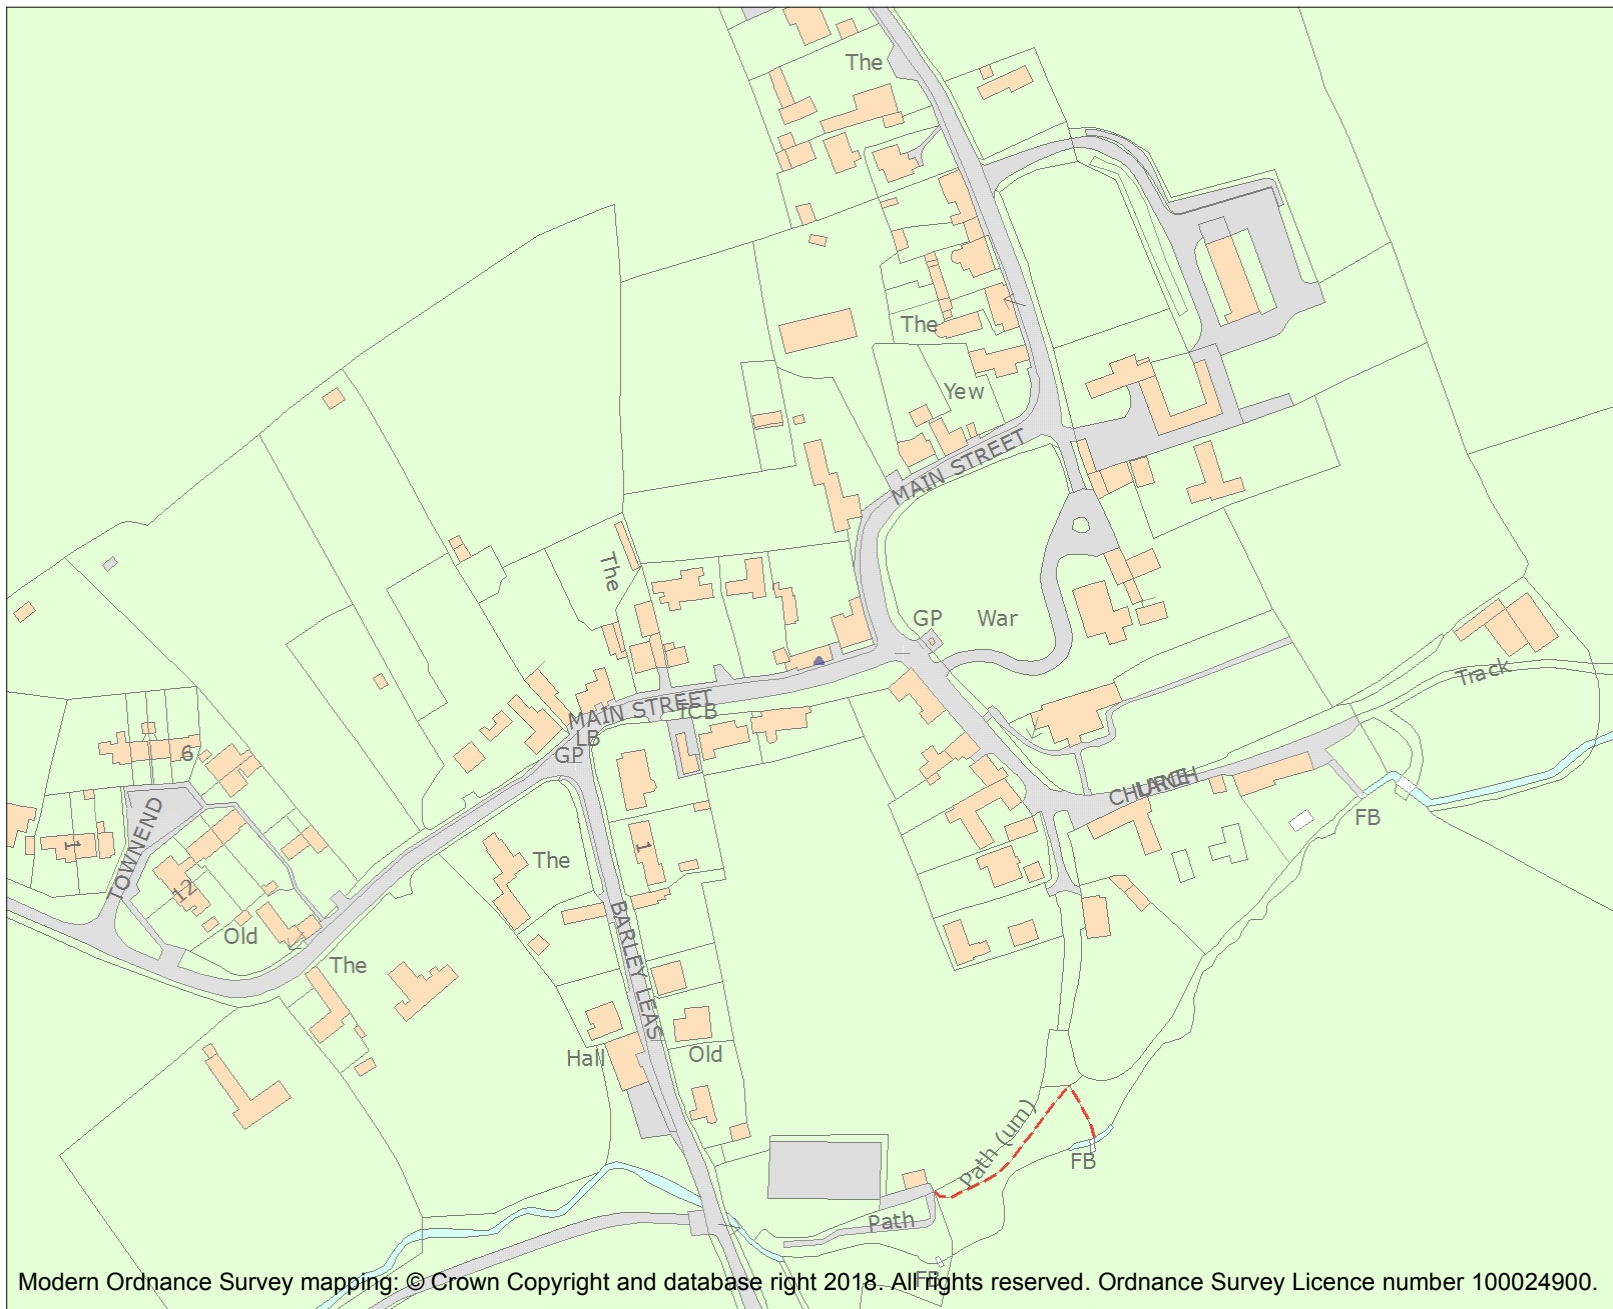 The
The
Yew
MAIN STREET
The
GP
War
Track
MAIN STREET
TCB
LB
GP
6
CHURCH
LANE
FB
TOWNEND
1
12
1
The
Old
The
BARLEY LEAS
Hall
Old
Path (um)
FB
Path
FB
Modern Ordnance Survey mapping: © Crown Copyright and database right 2018. All rights reserved. Ordnance Survey Licence number 100024900.